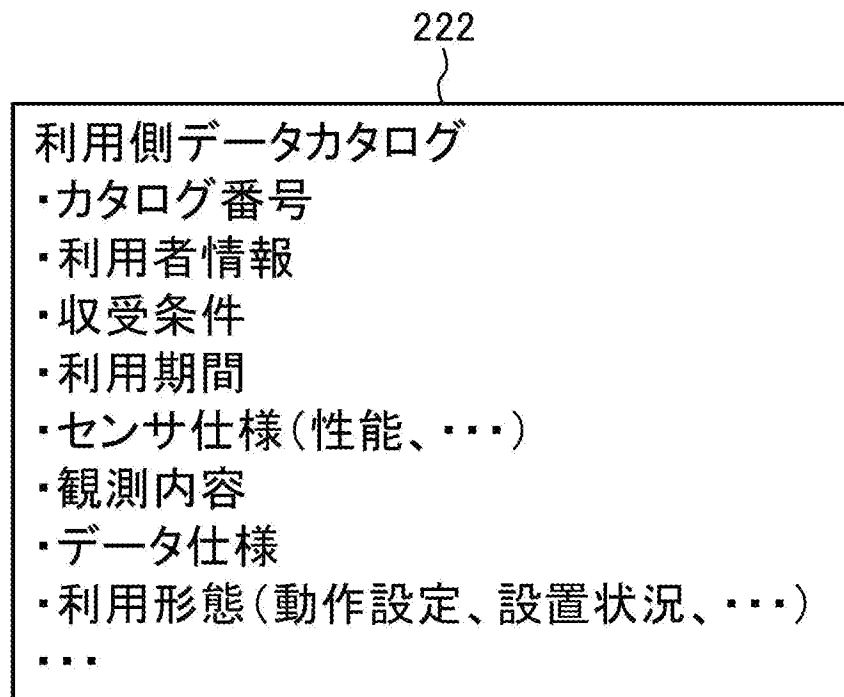 222
利用側データカタログ
・カタログ番号
・利用者情報
・収受条件
・利用期間
・センサ仕様(性能、・・・)
・観測内容
・データ仕様
・利用形態(動作設定、設置状況、・・・)
・・・